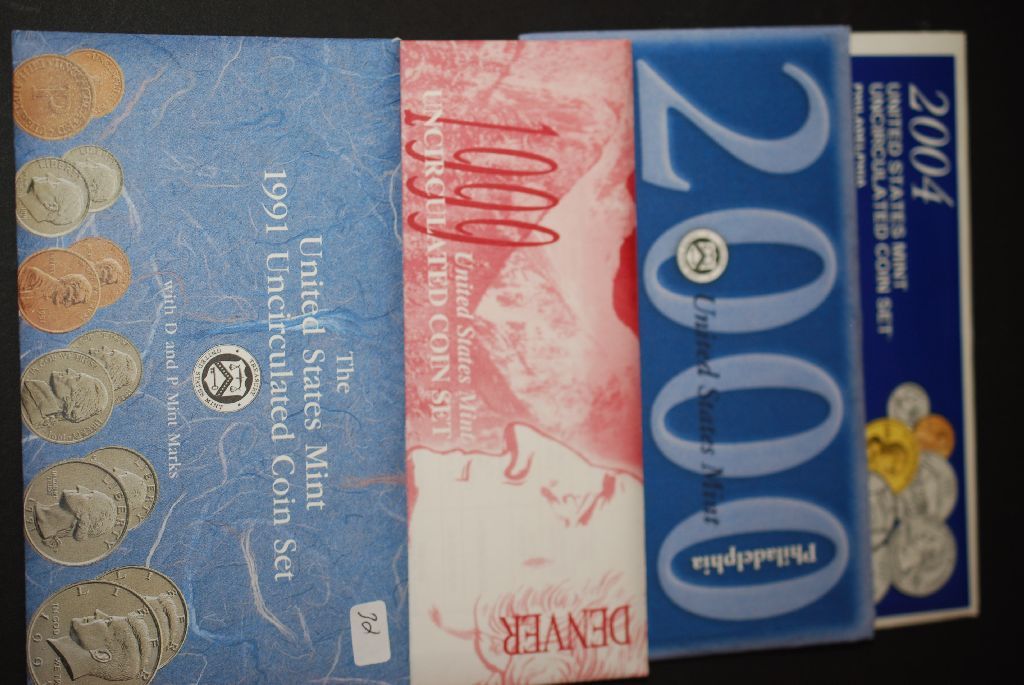 The
United States Mint
1991 Uncirculated Coin Set
with D and P Mint Marks
1999
United States Mint
UNCIRCULATED COIN SET
DENVER
2000
United States Mint
Philadelphia
2004
UNITED STATES MINT
UNCIRCULATED COIN SET
PHILADELPHIA